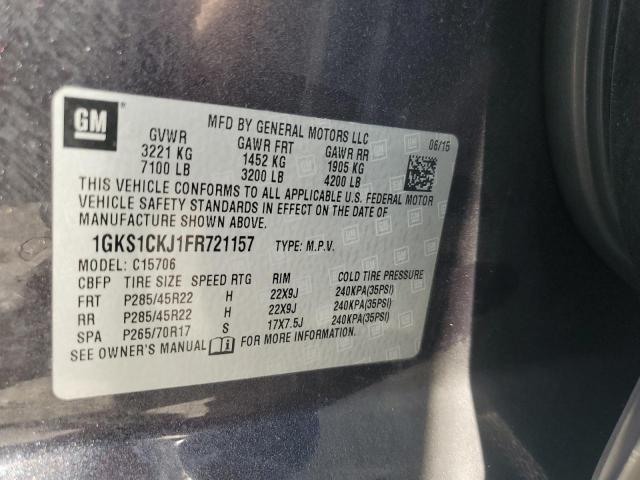 GM
MFD BY GENERAL MOTORS LLC
06/15
GVWR GAWR FRT GAWR RR
3221 KG 1452 KG 1905 KG
7100 LB 3200 LB 4200 LB
THIS VEHICLE CONFORMS TO ALL APPLICABLE U.S. FEDERAL MOTOR
VEHICLE SAFETY STANDARDS IN EFFECT ON THE DATE OF
MANUFACTURE SHOWN ABOVE.
1GKS1CKJ1FR721157 TYPE: M.P.V.
MODEL: C15706
CBFP TIRE SIZE SPEED RTG RIM COLD TIRE PRESSURE
FRT P285/45R22 H 22X9J 240KPA(35PSI)
RR P285/45R22 H 22X9J 240KPA(35PSI)
SPA P265/70R17 S 17X7.5J 240KPA(35PSI)
SEE OWNER'S MANUAL FOR MORE INFORMATION.